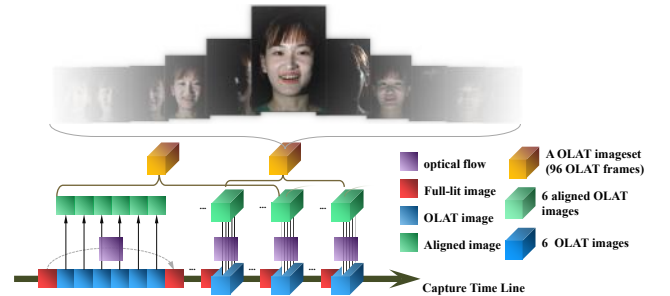 optical flow
Full-lit image
OLAT image
Aligned image
A OLAT imageset
(96 OLAT frames)
6 aligned OLAT
images
6 OLAT images
...
...
...
...
...
...
Capture Time Line